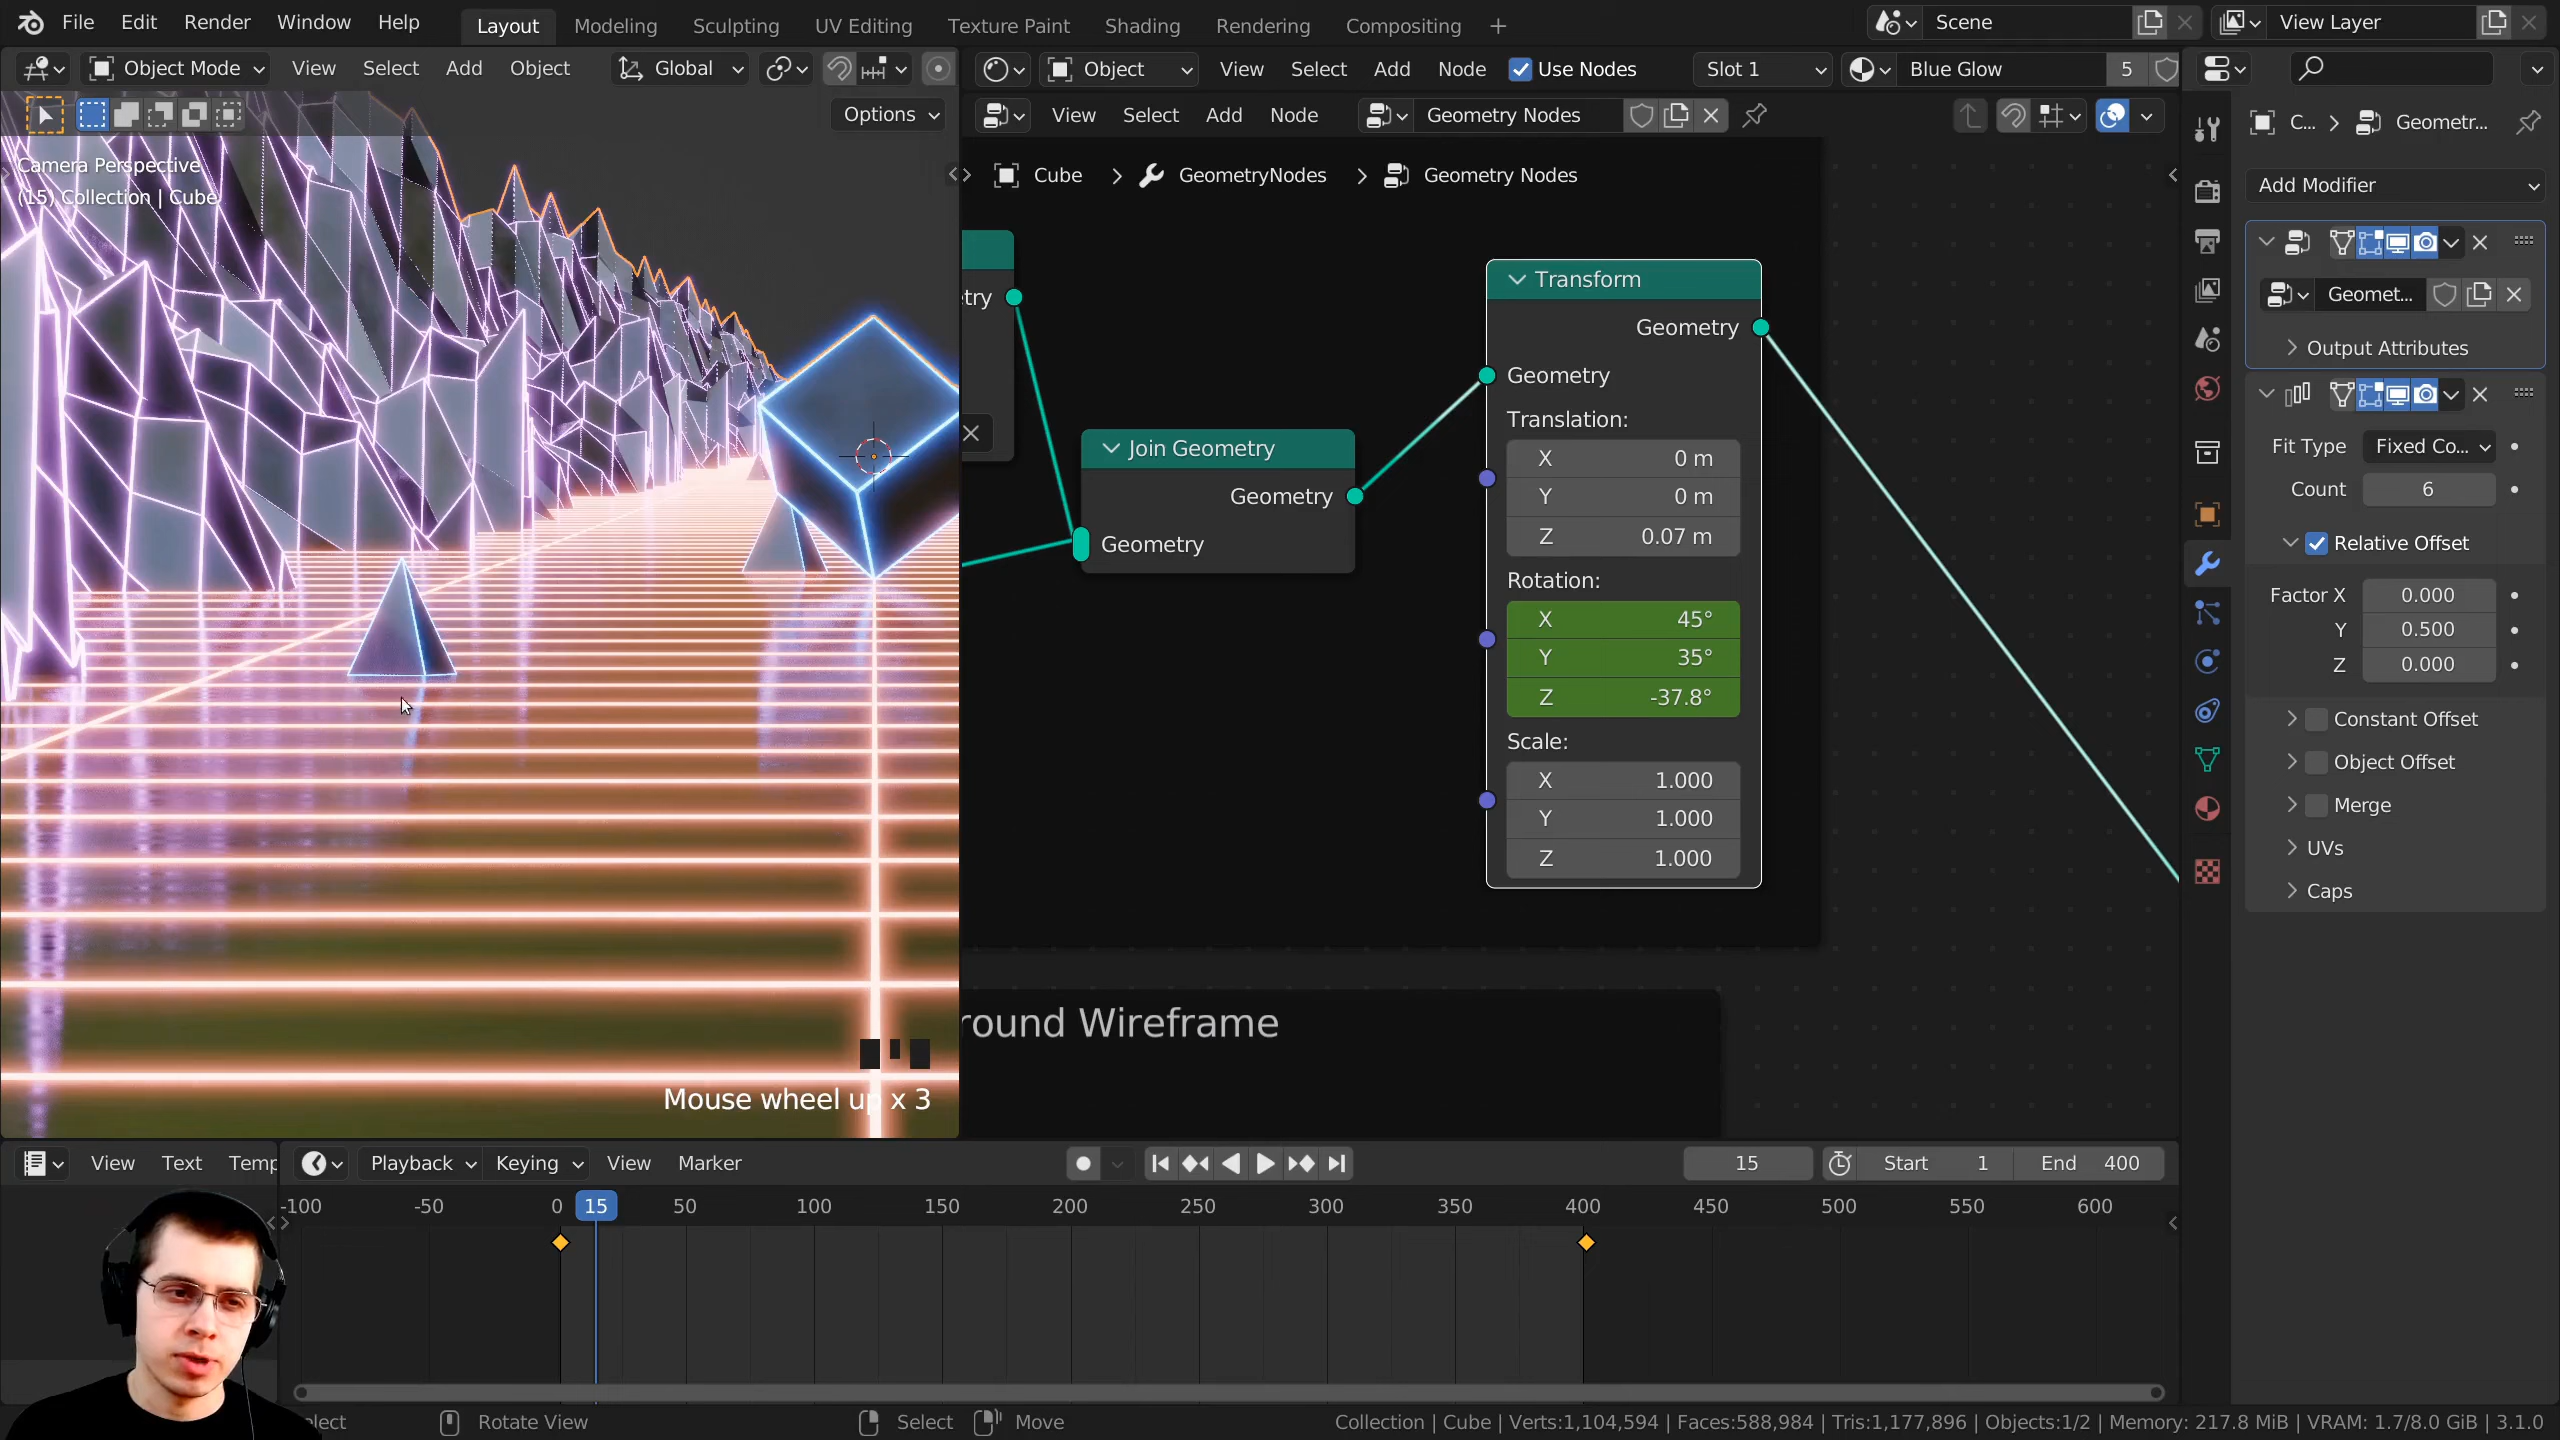 File Edit Render Window Help Layout Modeling Sculpting UV Editing Texture Paint Shading Rendering Compositing + Scene View Layer
Object Mode View Select Add Object Global Object View Select Add Node Use Nodes Slot 1 Blue Glow 5
Options View Select Add Node Geometry Nodes
Camera Perspective
(15) Collection | Cube
Cube > GeometryNodes > Geometry Nodes
C... > Geometr...
Add Modifier
Geomet...
Output Attributes
Fit Type Fixed Co...
Count 6
Relative Offset
Factor X 0.000
Y 0.500
Z 0.000
Constant Offset
Object Offset
Merge
UVs
Caps
try
Join Geometry
Geometry
Geometry
Transform
Geometry
Geometry
Translation:
X 0 m
Y 0 m
Z 0.07 m
Rotation:
X 45°
Y 35°
Z -37.8°
Scale:
X 1.000
Y 1.000
Z 1.000
round Wireframe
Mouse wheel up x 3
View Text Temp Playback Keying View Marker 15 Start 1 End 400
-100 -50 0 15 50 100 150 200 250 300 350 400 450 500 550 600
elect Rotate View Select Move Collection | Cube | Verts:1,104,594 | Faces:588,984 | Tris:1,177,896 | Objects:1/2 | Memory: 217.8 MiB | VRAM: 1.7/8.0 GiB | 3.1.0